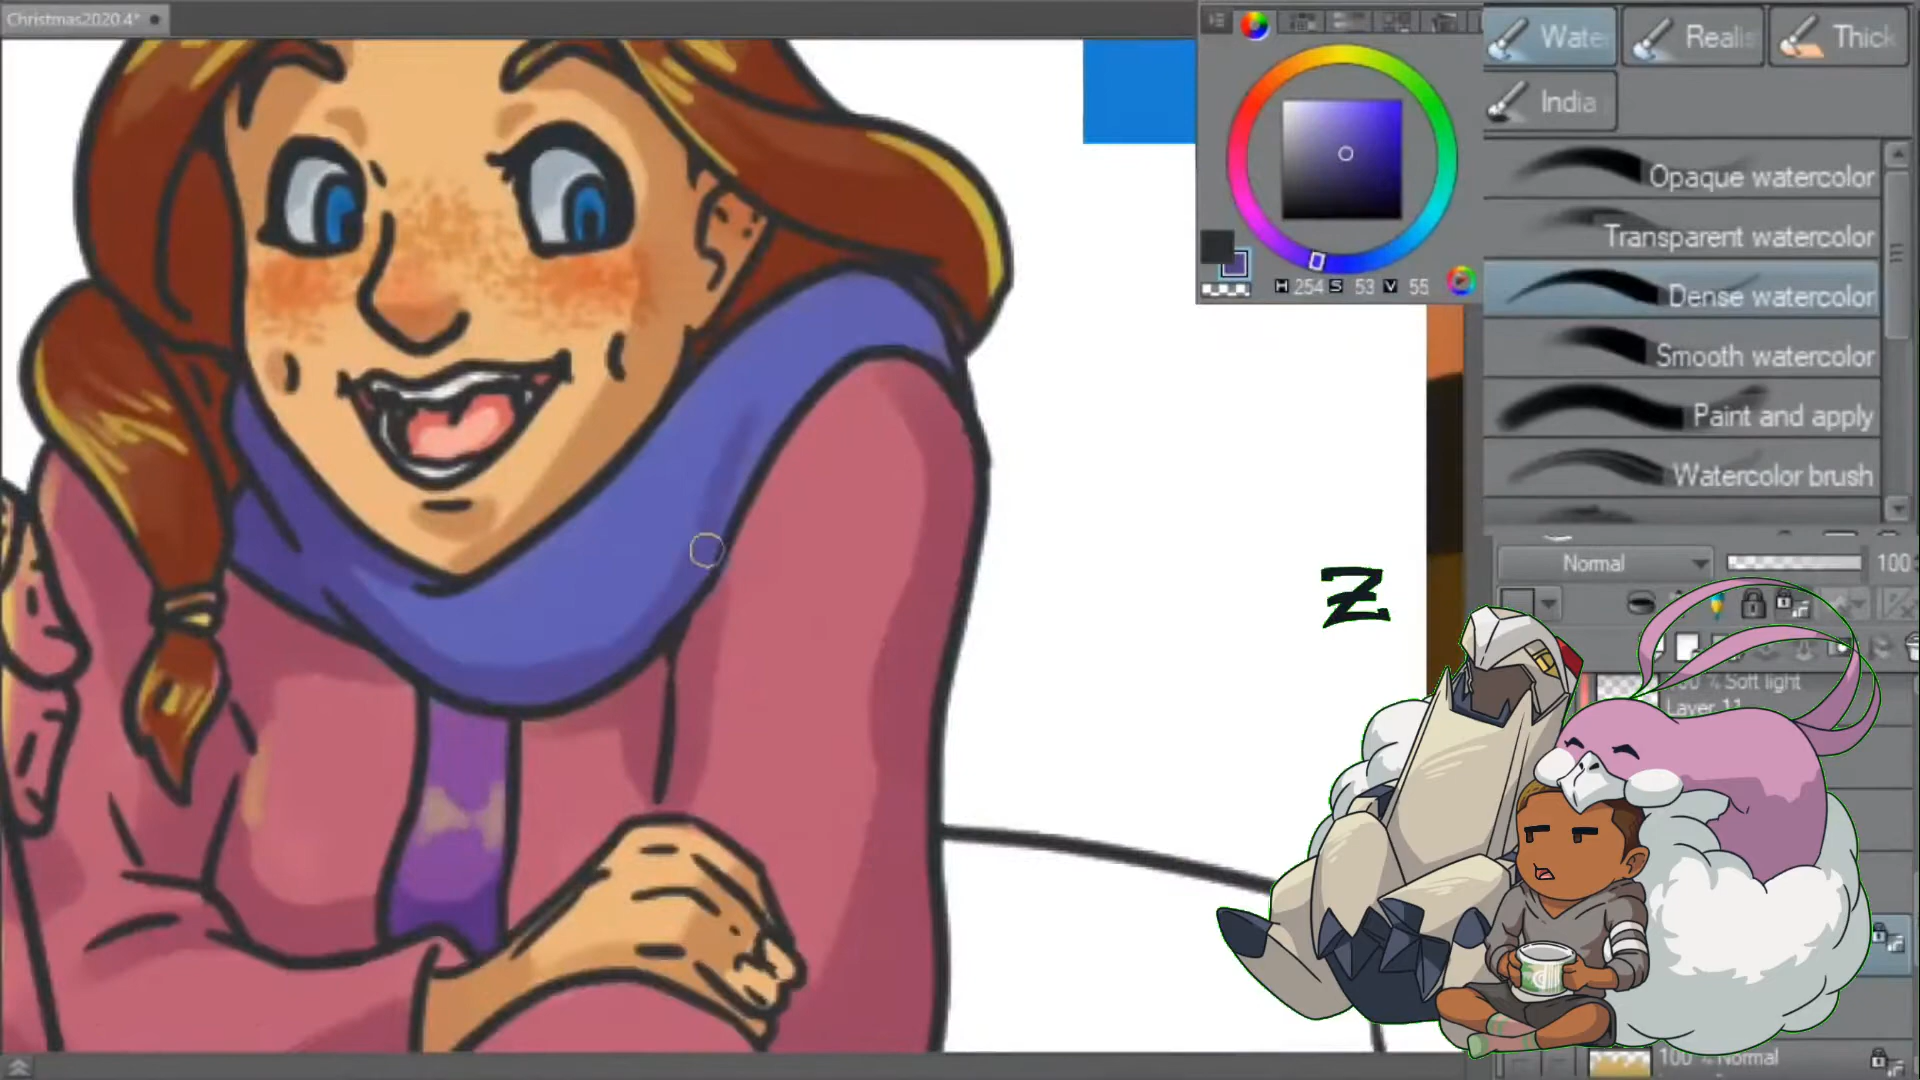 Christmas2020 4*
Wate Realis Thick
India
Opaque watercolor
Transparent watercolor
H 254 S 53 V 55
Dense watercolor
Smooth watercolor
Paint and apply
Watercolor brush
Normal 100
Z
100 % Soft light
Layer 11
100 % Normal